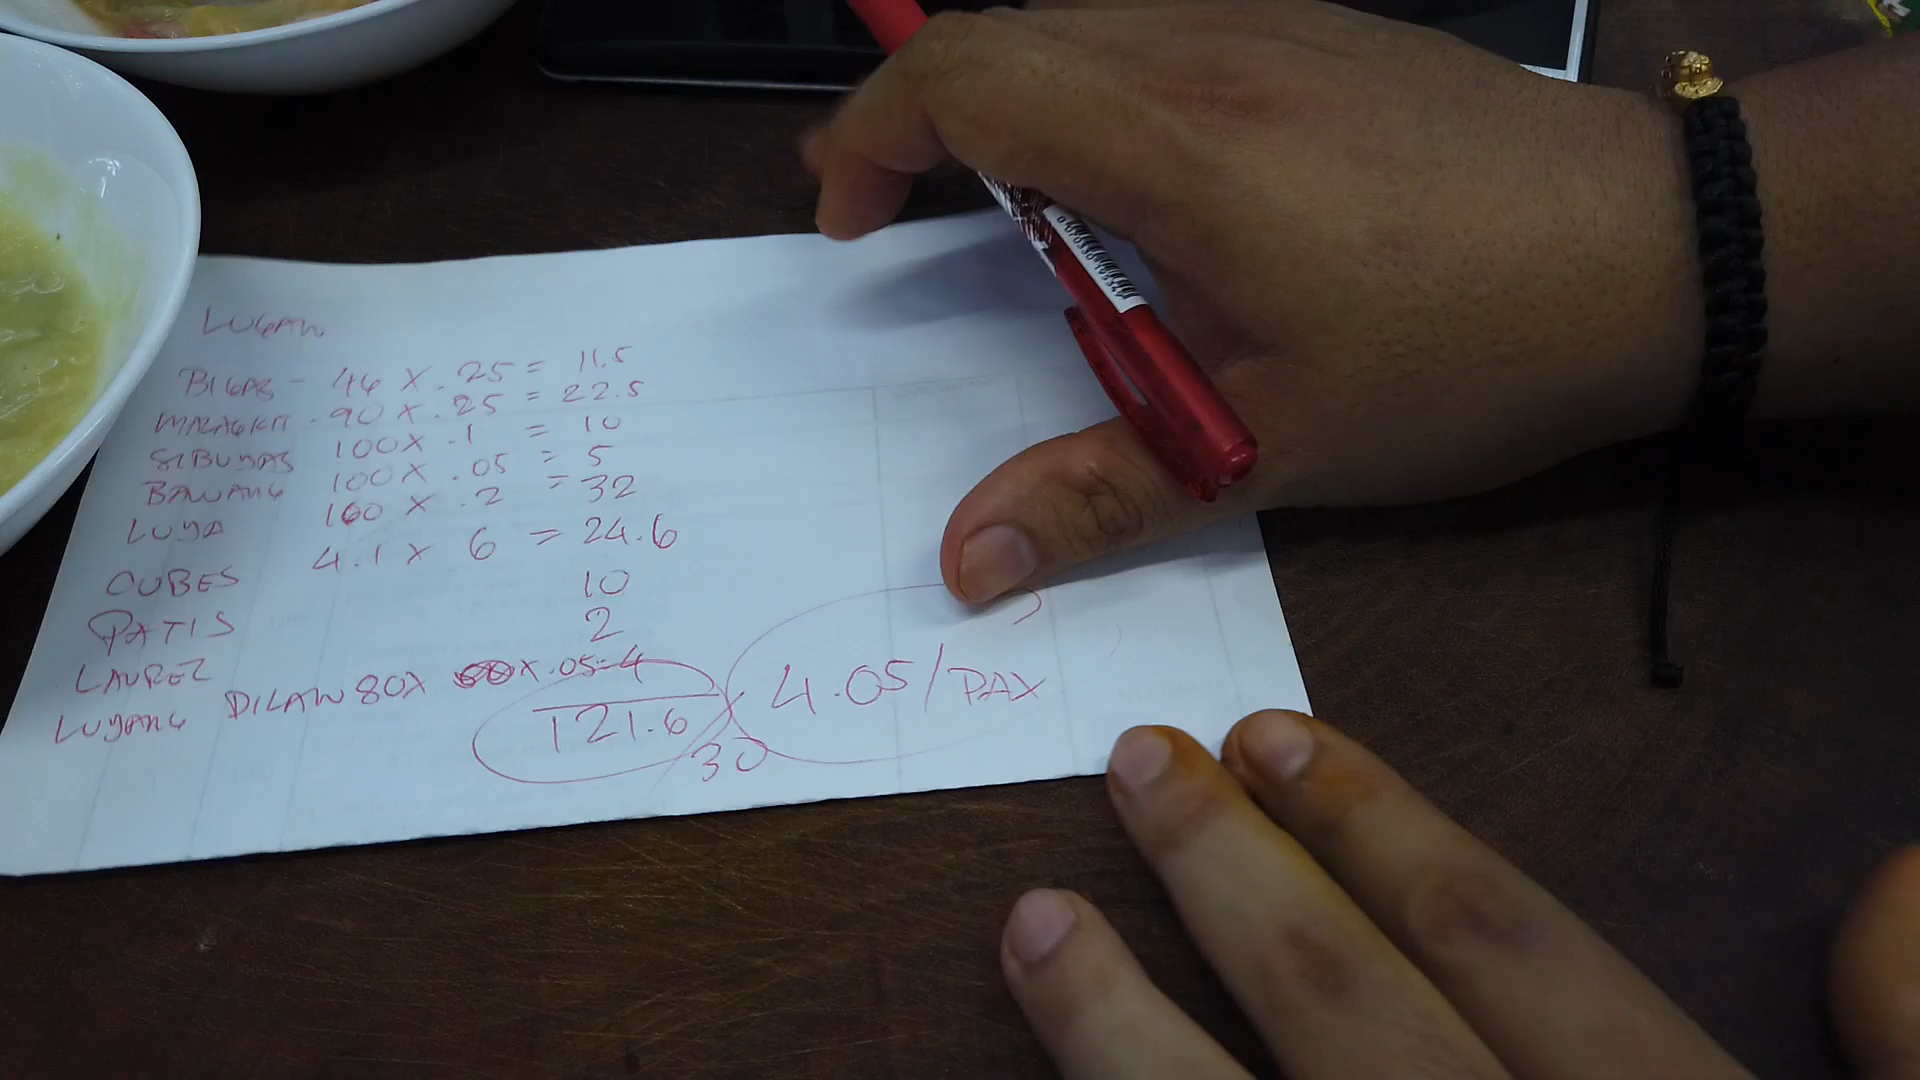 LUGAW
BIGAS - 46 X .25 = 11.5
MALAGKIT - 90 X .25 = 22.5
SIBUYAS 100 X .1 = 10
BAWANG 100 X .05 = 5
LUYA 160 X .2 = 32
CUBES 4.1 X 6 = 24.6
PATIS 10
LAUREL 2
LUYANG DILAW 80X X .05=4
121.6
30
4.05/PAX